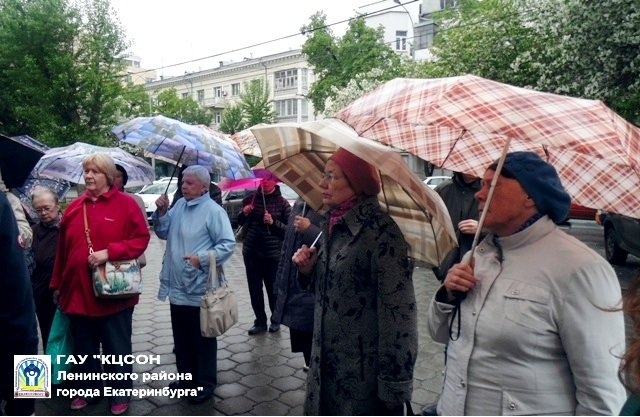 ГАУ "КЦСОН
Ленинского района
города Екатеринбурга"